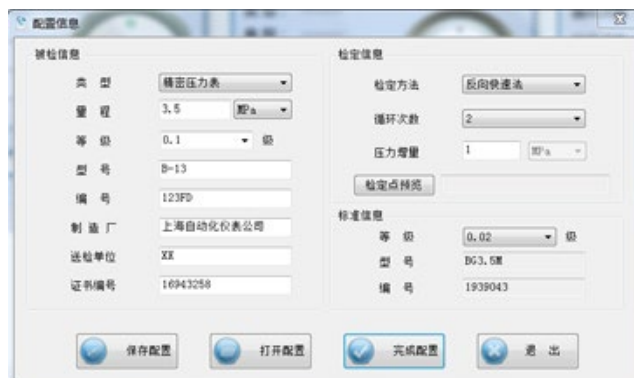 配置信息
被检信息
类 型 精密压力表
量 程 3.5 MPa
等 级 0.1 级
型 号 B-13
编 号 123FD
制 造 厂 上海自动化仪表公司
送检单位 XX
证书编号 16943258
检定信息
检定方法 反向快速法
循环次数 2
压力增量 1 MPa
检定点预览
标准信息
等 级 0.02 级
型 号 BG3.5M
编 号 1939043
保存配置 打开配置 完成配置 退 出